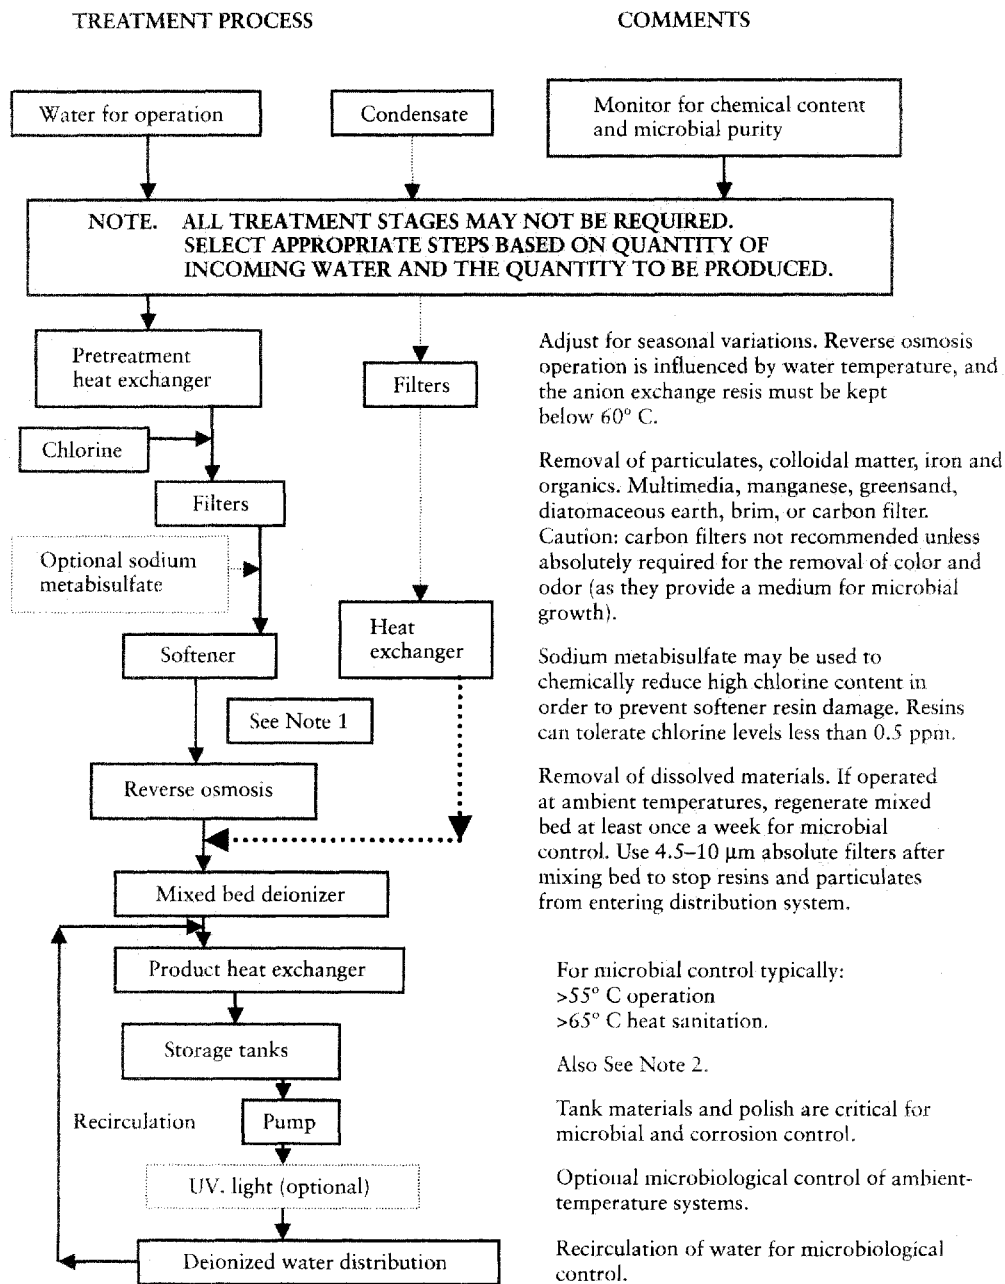 TREATMENT PROCESS
COMMENTS
Water for operation
Condensate
Monitor for chemical content
and microbial purity
NOTE. ALL TREATMENT STAGES MAY NOT BE REQUIRED.
SELECT APPROPRIATE STEPS BASED ON QUANTITY OF
INCOMING WATER AND THE QUANTITY TO BE PRODUCED.
Pretreatment
heat exchanger
Filters
Chlorine
Filters
Optional sodium
metabisulfate
Softener
Heat
exchanger
See Note 1
Reverse osmosis
Mixed bed deionizer
Product heat exchanger
Storage tanks
Recirculation
Pump
UV. light (optional)
Deionized water distribution
Adjust for seasonal variations. Reverse osmosis
operation is influenced by water temperature, and
the anion exchange resis must be kept
below 60° C.
Removal of particulates, colloidal matter, iron and
organics. Multimedia, manganese, greensand,
diatomaceous earth, brim, or carbon filter.
Caution: carbon filters not recommended unless
absolutely required for the removal of color and
odor (as they provide a medium for microbial
growth).
Sodium metabisulfate may be used to
chemically reduce high chlorine content in
order to prevent softener resin damage. Resins
can tolerate chlorine levels less than 0.5 ppm.
Removal of dissolved materials. If operated
at ambient temperatures, regenerate mixed
bed at least once a week for microbial
control. Use 4.5–10 µm absolute filters after
mixing bed to stop resins and particulates
from entering distribution system.
For microbial control typically:
>55° C operation
>65° C heat sanitation.
Also See Note 2.
Tank materials and polish are critical for
microbial and corrosion control.
Optional microbiological control of ambient-
temperature systems.
Recirculation of water for microbiological
control.